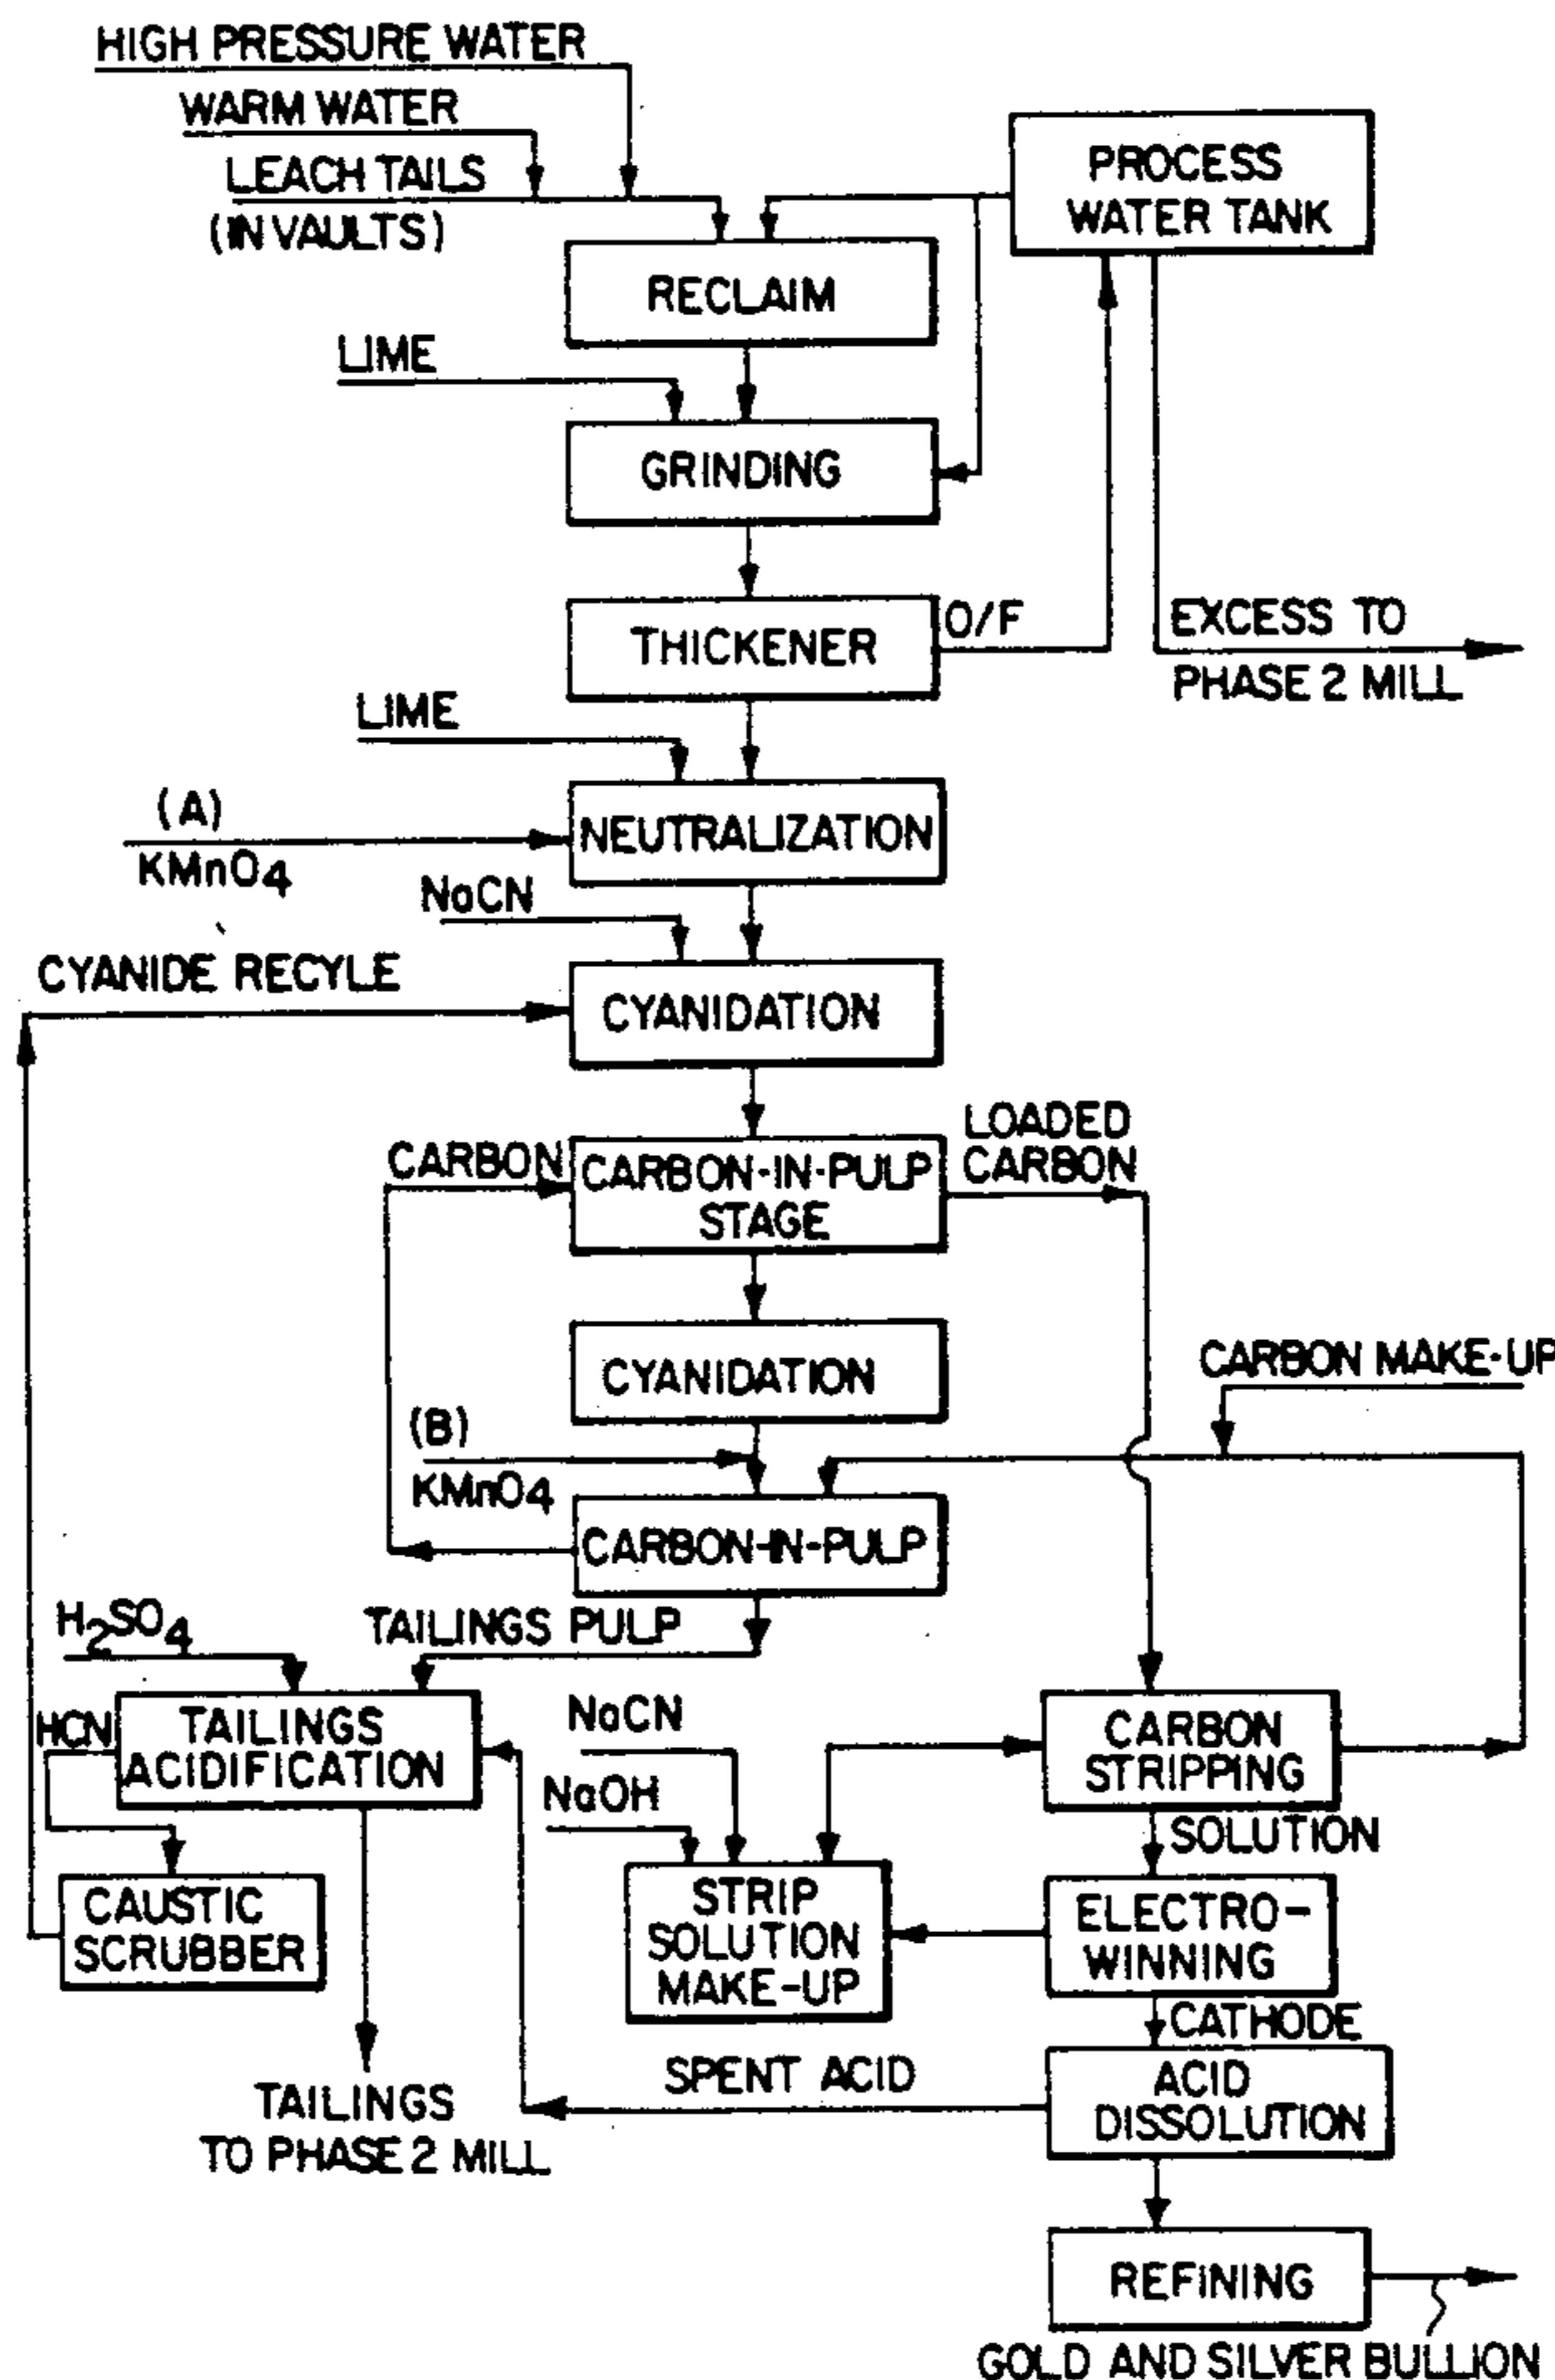 HIGH PRESSURE WATER
WARM WATER
LEACH TAILS
(IN VAULTS)
PROCESS
WATER TANK
RECLAIM
LIME
GRINDING
THICKENER
O/F
EXCESS TO
PHASE 2 MILL
LIME
(A)
KMnO4
NEUTRALIZATION
NaCN
CYANIDE RECYLE
CYANIDATION
CARBON
CARBON-IN-PULP
STAGE
LOADED
CARBON
CYANIDATION
CARBON MAKE-UP
(B)
KMnO4
CARBON-IN-PULP
H2SO4
TAILINGS PULP
HCN
TAILINGS
ACIDIFICATION
NaCN
NaOH
CARBON
STRIPPING
SOLUTION
CAUSTIC
SCRUBBER
STRIP
SOLUTION
MAKE-UP
ELECTRO-
WINNING
CATHODE
SPENT ACID
ACID
DISSOLUTION
TAILINGS
TO PHASE 2 MILL
REFINING
GOLD AND SILVER BULLION